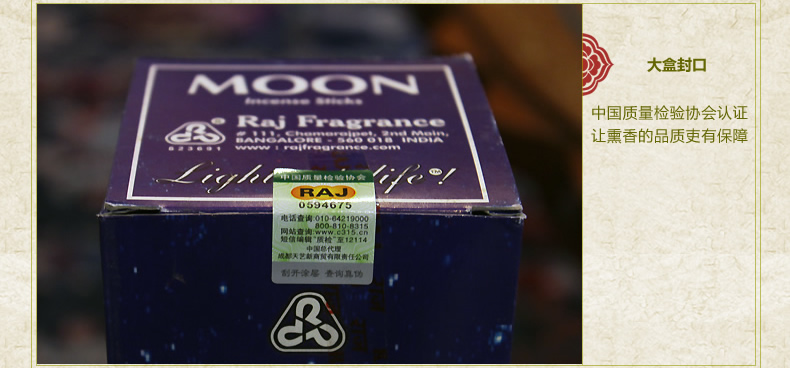 MOON
Incense Sticks
Raj Fragrance
# 111, Chamarajpet, 2nd Main,
BANGALORE - 560 018 INDIA
www : rajfragrance.com
®
523691
Light life™!
中国质量检验协会
RAJ
0594675
电话查询:010-64219000
800-810-8315
网站查询:www.c315.cn
短信编辑"质检"至12114
中国总代理
成都天艺新商贸有限责任公司
刮开涂层 查询真伪
大盒封口
中国质量检验协会认证
让熏香的品质吏有保障